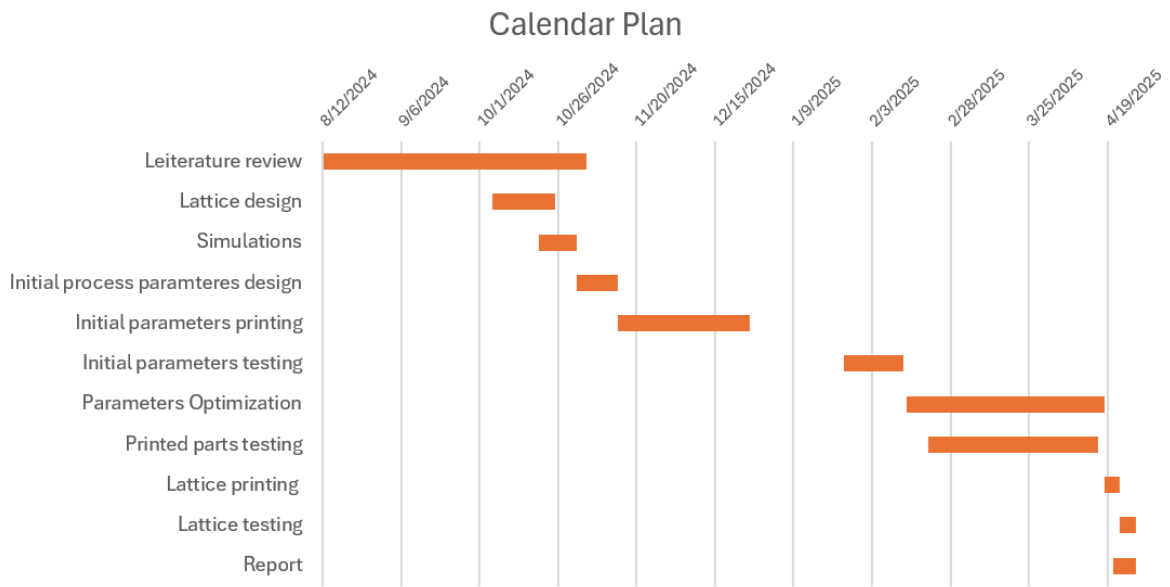 Calendar Plan
8/12/2024
9/6/2024
10/1/2024
10/26/2024
11/20/2024
12/15/2024
1/9/2025
2/3/2025
2/28/2025
3/25/2025
4/19/2025
Leiterature review
Lattice design
Simulations
Initial process paramteres design
Initial parameters printing
Initial parameters testing
Parameters Optimization
Printed parts testing
Lattice printing
Lattice testing
Report